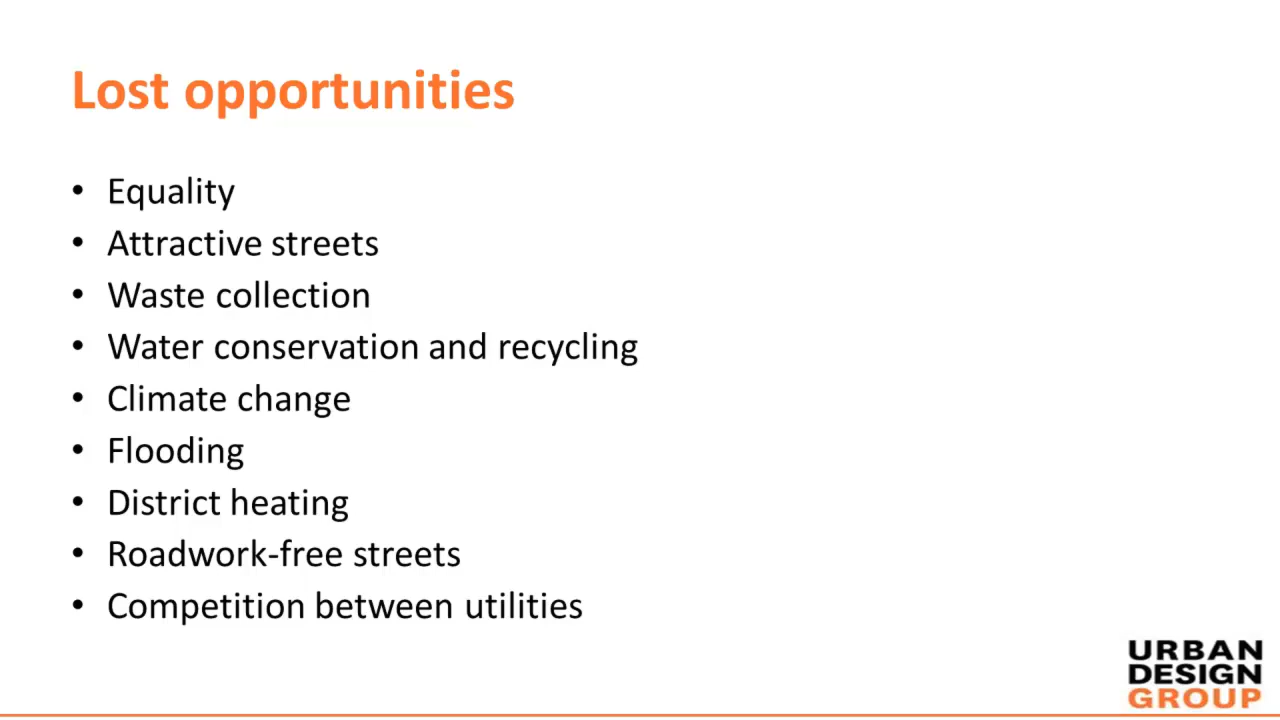 Lost opportunities
• Equality
• Attractive streets
• Waste collection
• Water conservation and recycling
• Climate change
• Flooding
• District heating
• Roadwork-free streets
• Competition between utilities
URBAN
DESIGN
GROUP